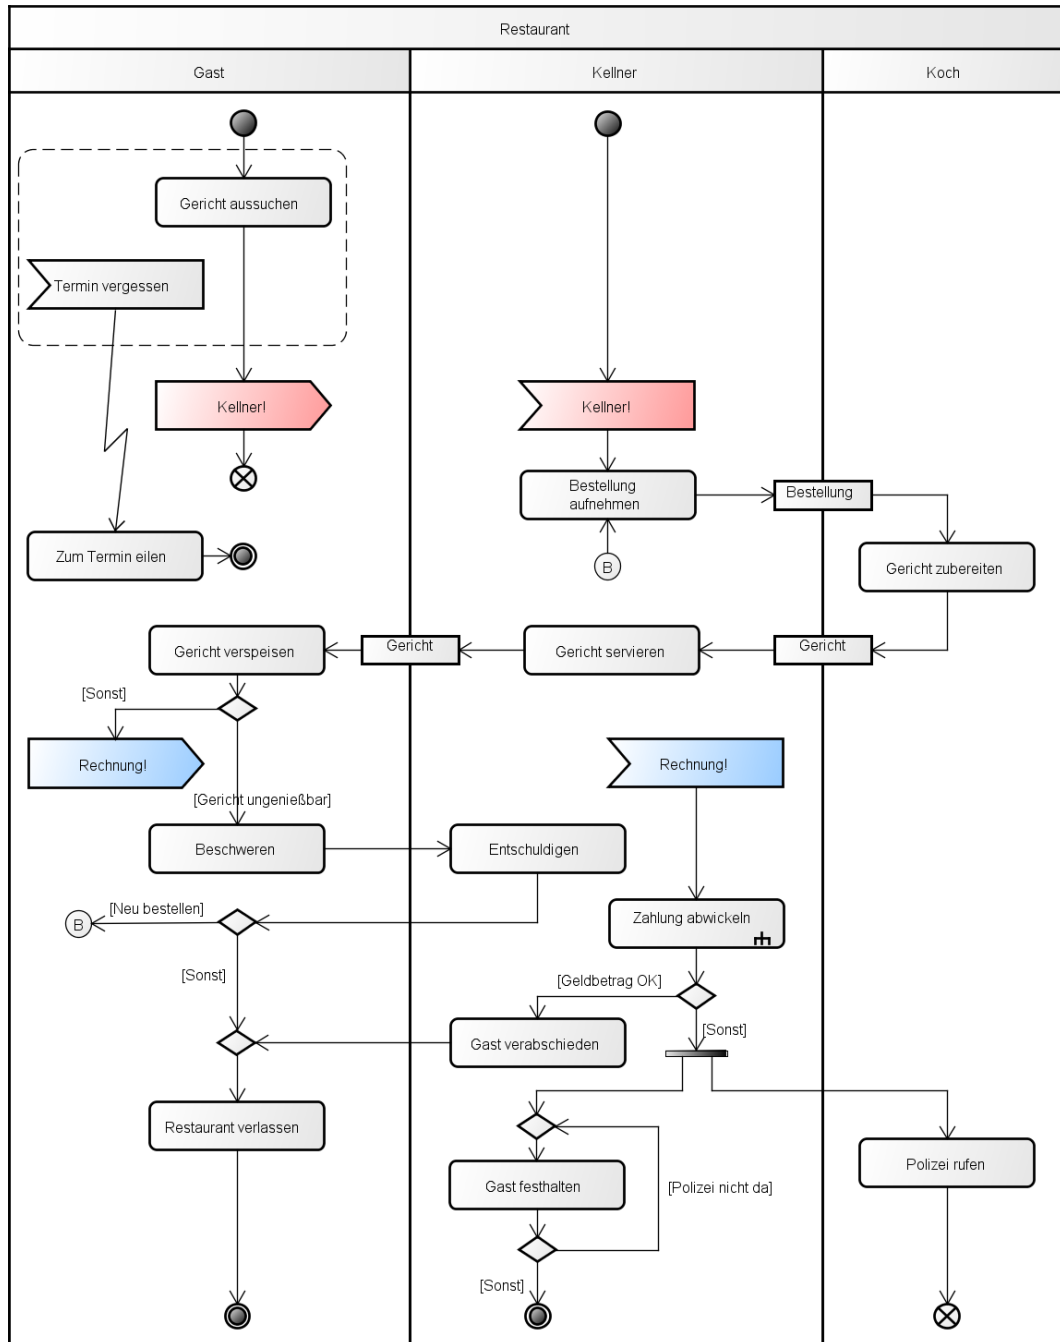 Restaurant
Gast
Kellner
Koch
Gericht aussuchen
Termin vergessen
Kellner!
Kellner!
Bestellung
aufnehmen
Bestellung
B
Zum Termin eilen
Gericht zubereiten
Gericht verspeisen
Gericht
Gericht servieren
Gericht
[Sonst]
Rechnung!
Rechnung!
[Gericht ungenießbar]
Beschweren
Entschuldigen
[Neu bestellen]
B
Zahlung abwickeln
[Sonst]
[Geldbetrag OK]
[Sonst]
Gast verabschieden
Restaurant verlassen
Polizei rufen
Gast festhalten
[Polizei nicht da]
[Sonst]